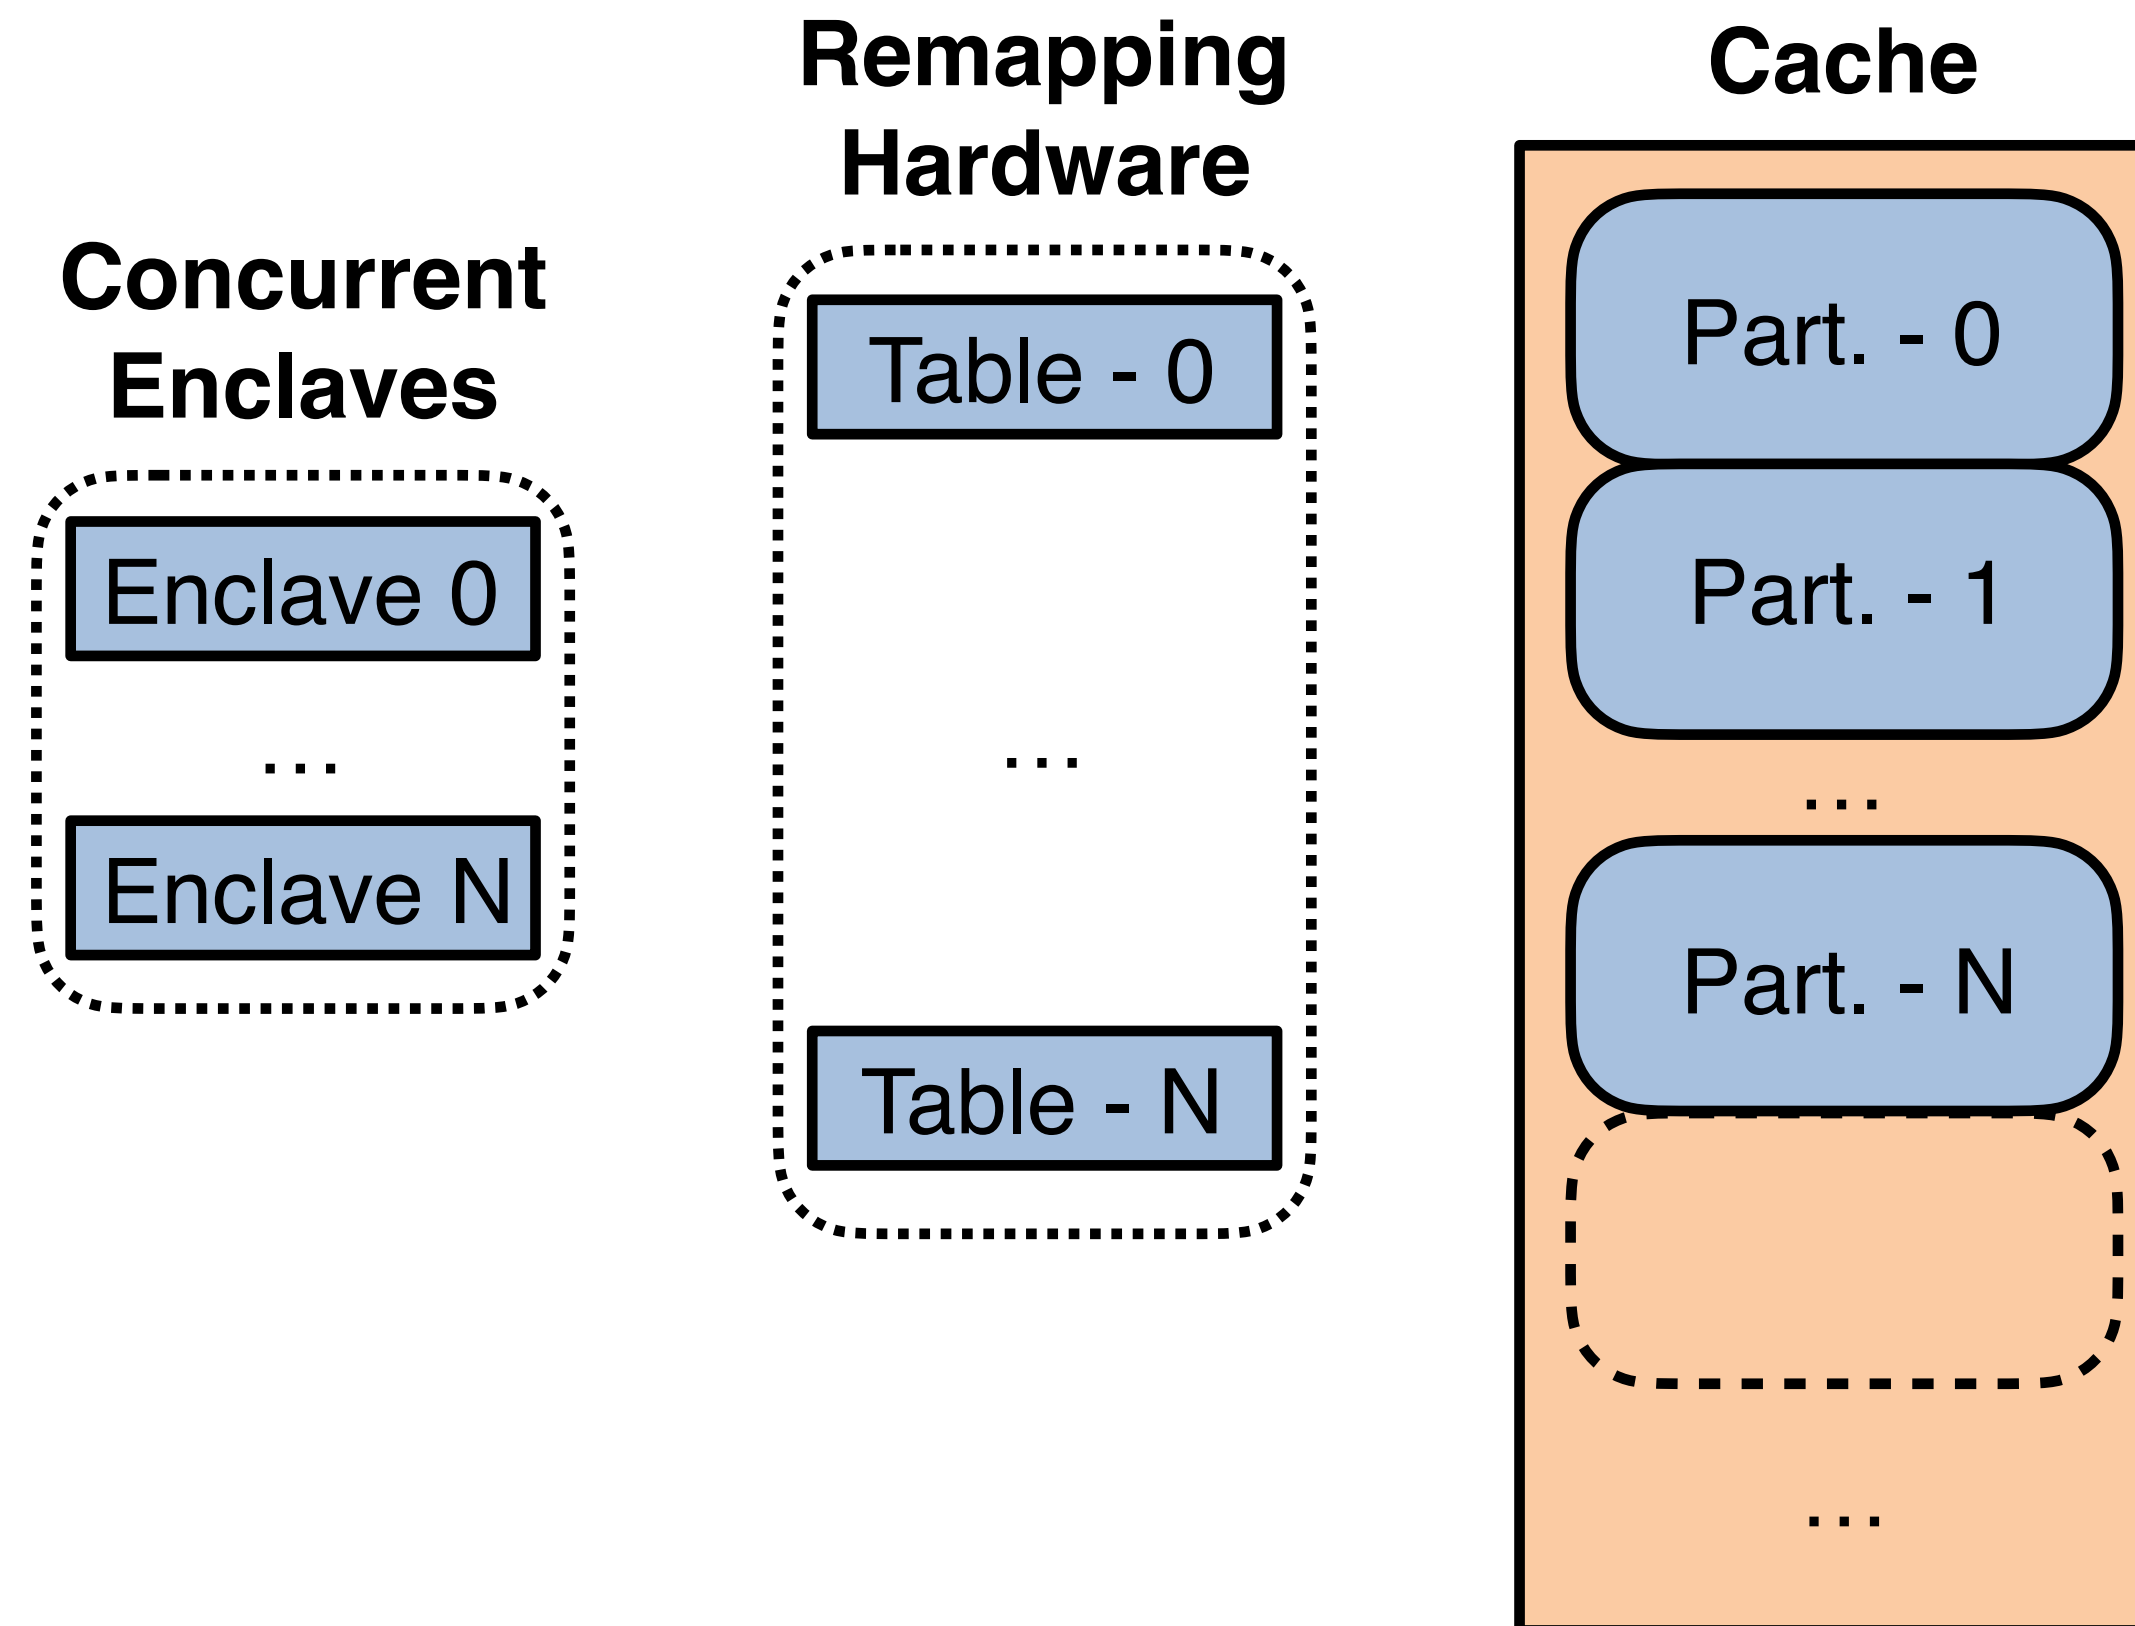 Concurrent
Enclaves
Enclave 0
...
Enclave N
Remapping
Hardware
Table - 0
...
Table - N
Cache
Part. - 0
Part. - 1
...
Part. - N
...